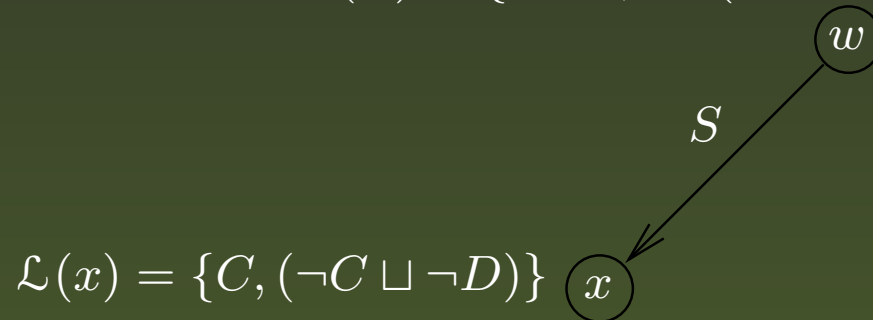 w
S
ℒ(x) = {C, (¬C ⊔ ¬D)} x